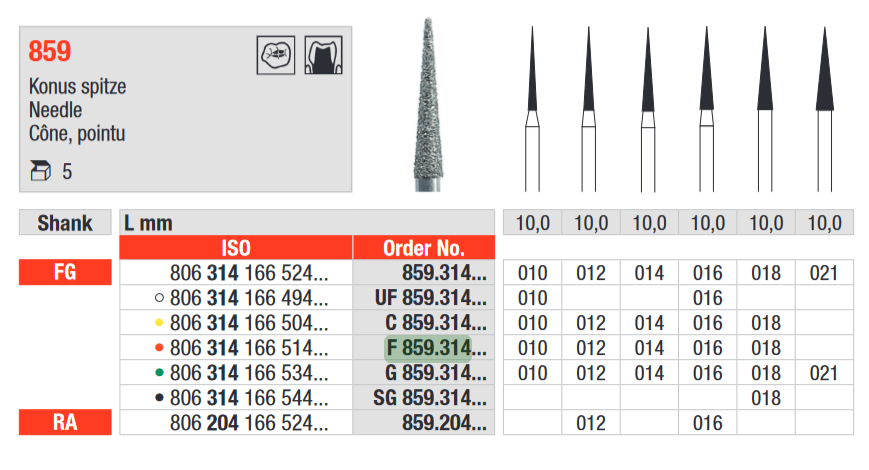 859
Konus spitze
Needle
Cône, pointu
5
Shank L mm 10,0 10,0 10,0 10,0 10,0 10,0
ISO Order No.
FG 806 314 166 524... 859.314... 010 012 014 016 018 021
806 314 166 494... UF 859.314... 010 016
806 314 166 504... C 859.314... 010 012 014 016 018
806 314 166 514... F 859.314... 010 012 014 016 018
806 314 166 534... G 859.314... 010 012 014 016 018 021
806 314 166 544... SG 859.314... 018
RA 806 204 166 524... 859.204... 012 016